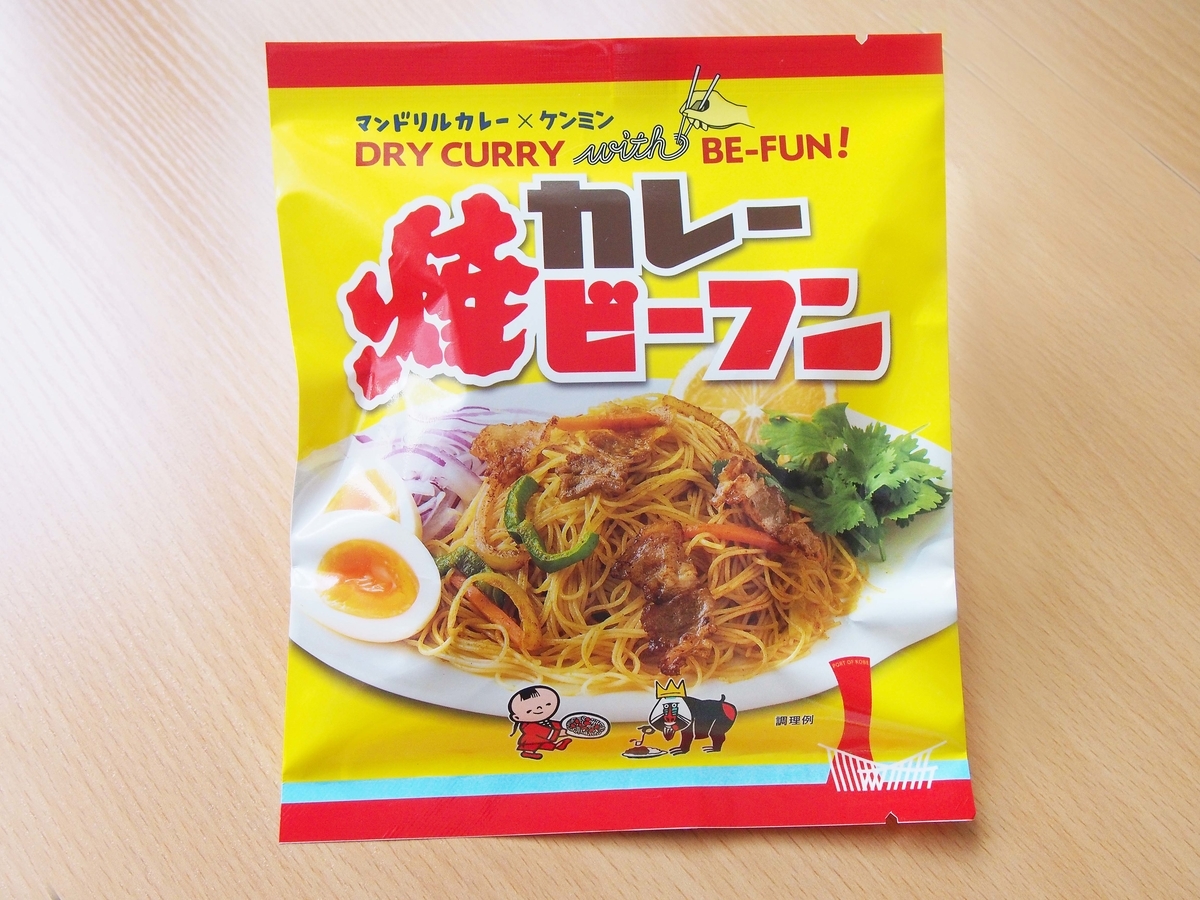 マンドリルカレー×ケンミン
DRY CURRY with BE-FUN!
焼カレー
ビーフン
PORT OF KOBE
調理例